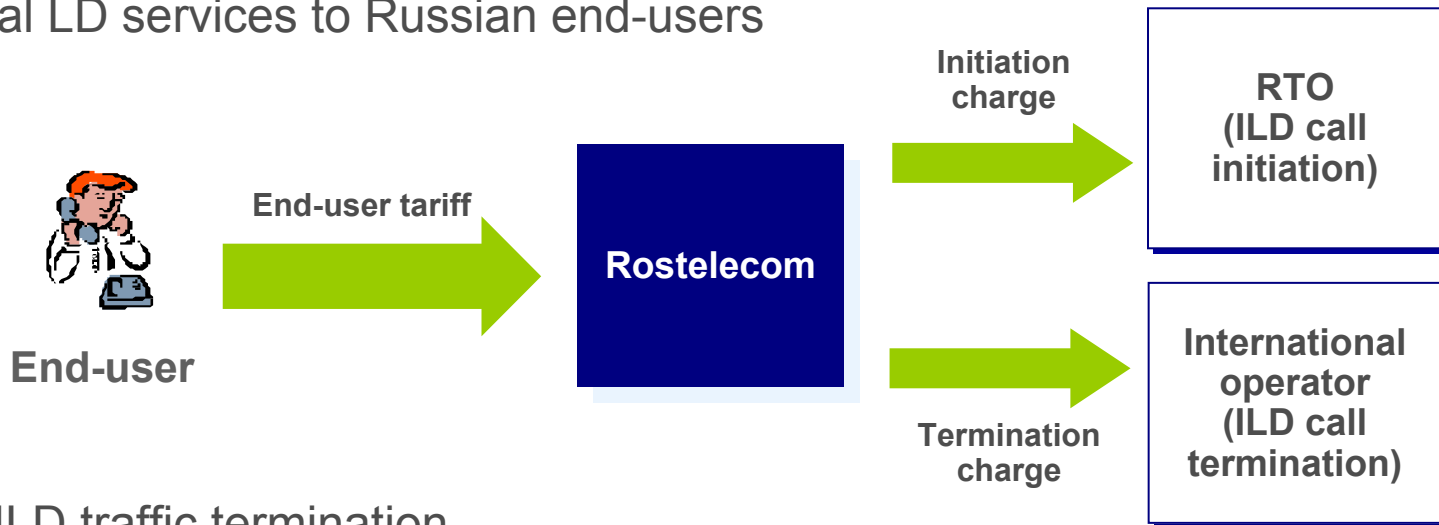 al LD services to Russian end-users
Initiation
charge
RTO
(ILD call
initiation)
End-user tariff
Rostelecom
End-user
International
operator
(ILD call
termination)
Termination
charge
ILD traffic termination